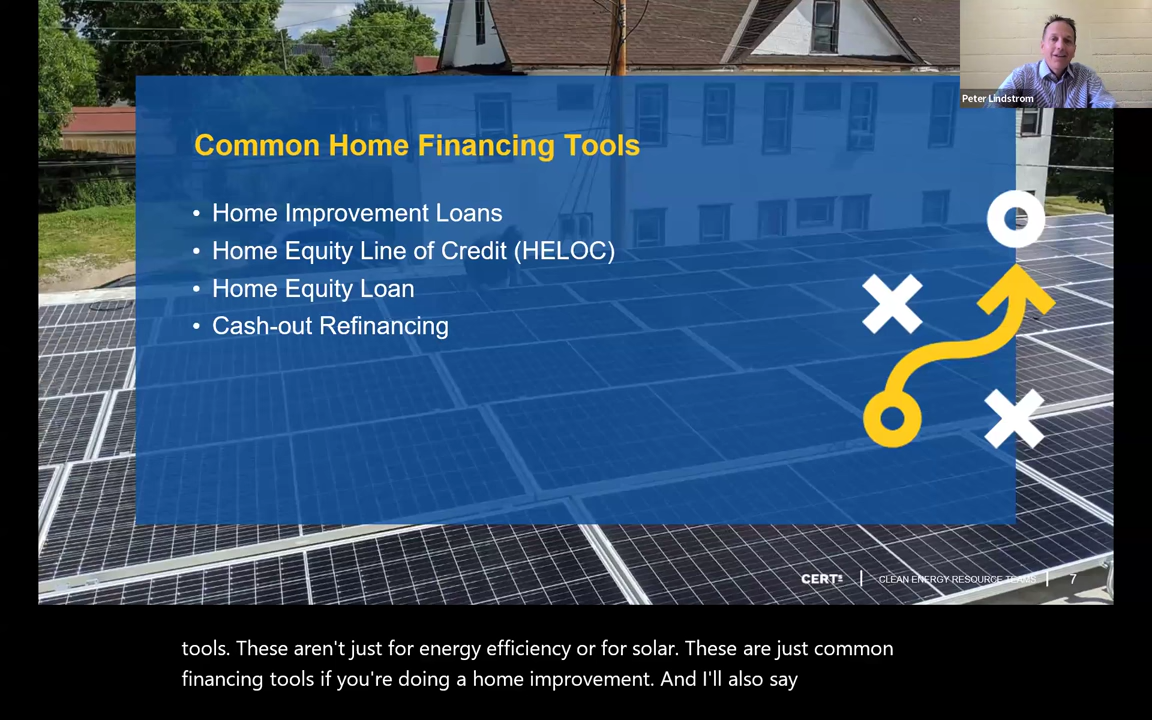 Peter Lindstrom
Common Home Financing Tools
• Home Improvement Loans
• Home Equity Line of Credit (HELOC)
• Home Equity Loan
• Cash-out Refinancing
CERTs | CLEAN ENERGY RESOURCE TEAMS | 7
tools. These aren't just for energy efficiency or for solar. These are just common
financing tools if you're doing a home improvement. And I'll also say